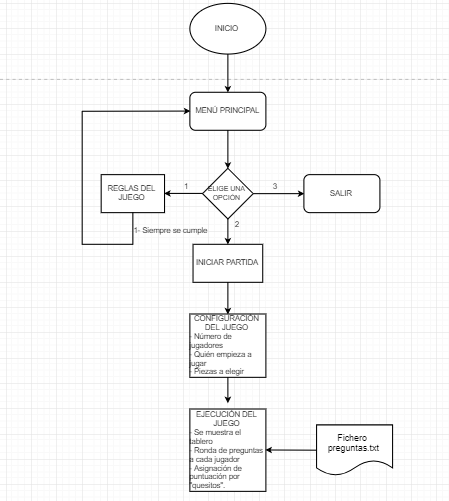 INICIO
MENÚ PRINCIPAL
REGLAS DEL
JUEGO
1
ELIGE UNA
OPCIÓN
3
SALIR
1- Siempre se cumple
2
INICIAR PARTIDA
CONFIGURACIÓN
DEL JUEGO
- Número de
jugadores
- Quién empieza a
jugar
- Piezas a elegir
EJECUCIÓN DEL
JUEGO
- Se muestra el
tablero
- Ronda de preguntas
a cada jugador
- Asignación de
puntuación por
"quesitos".
Fichero
preguntas.txt